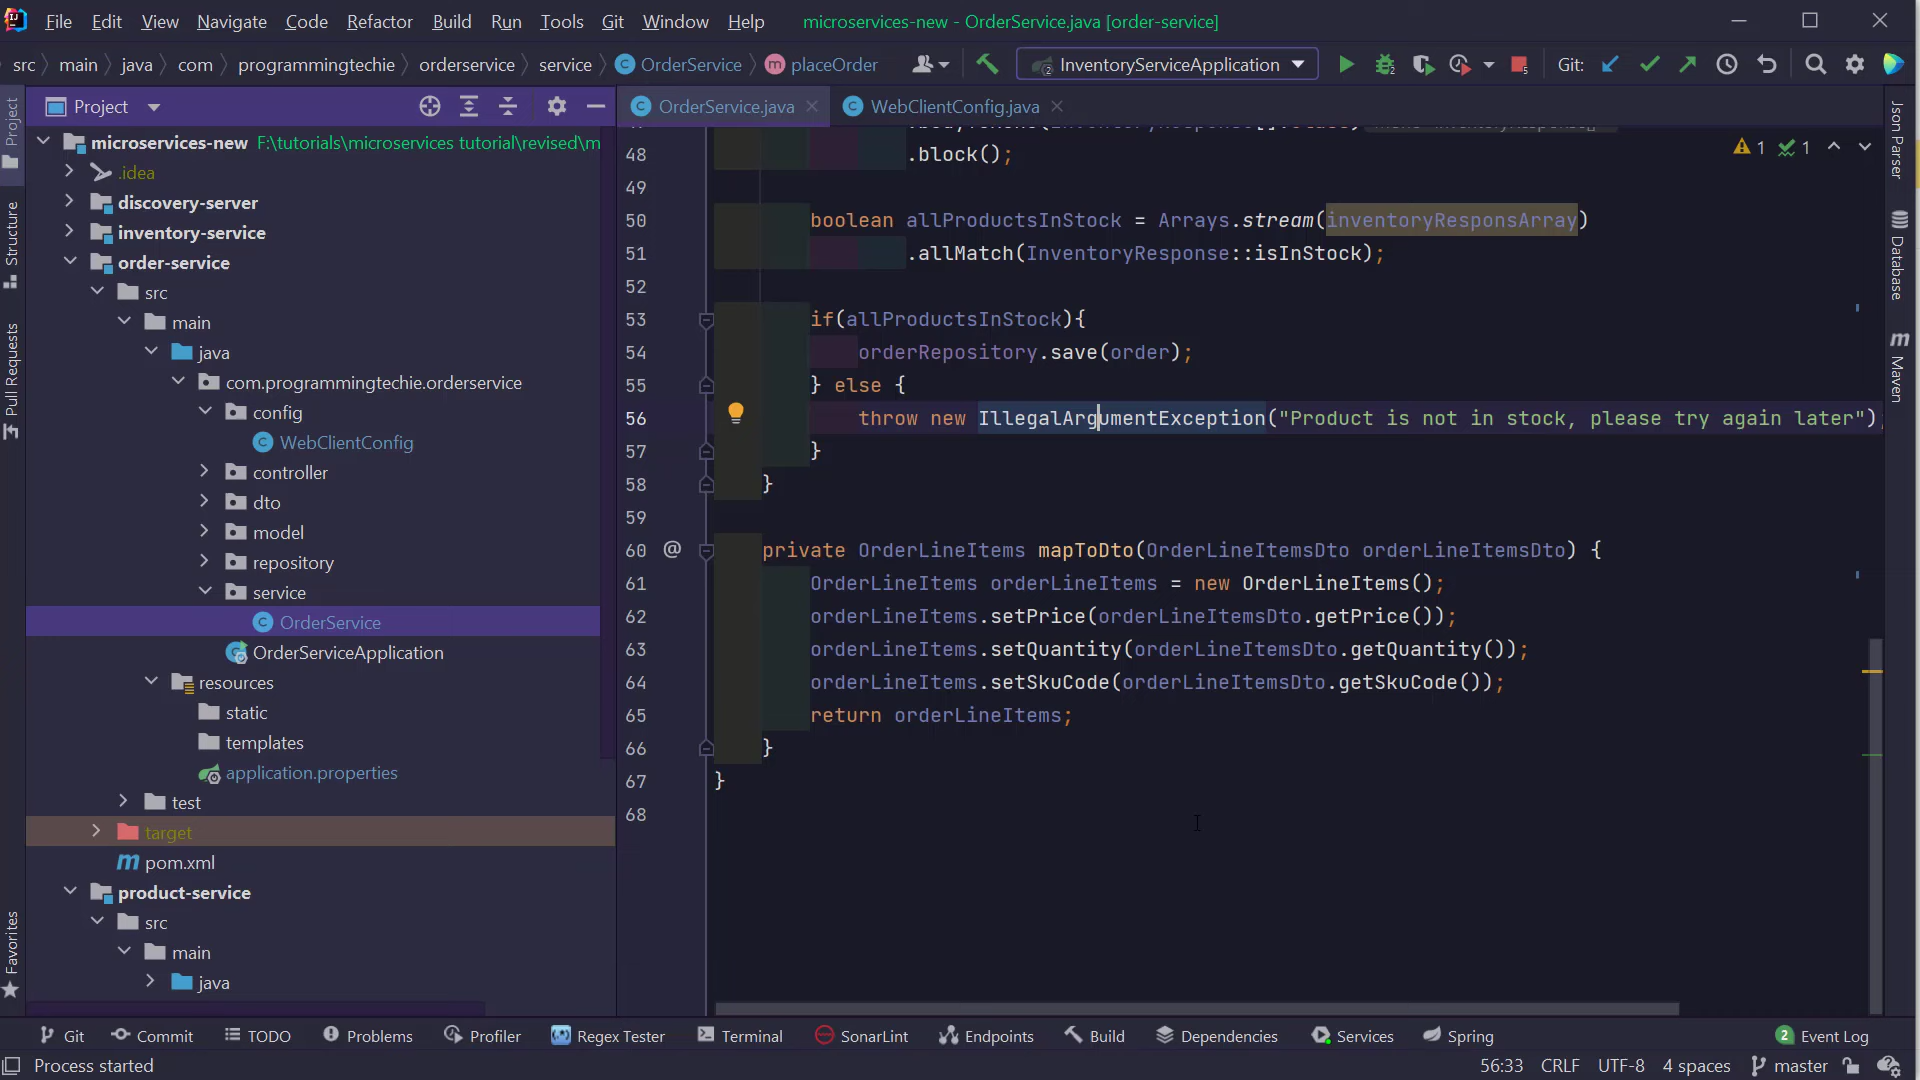 File Edit View Navigate Code Refactor Build Run Tools Git Window Help microservices-new - OrderService.java [order-service]
src main java com programmingtechie orderservice service OrderService placeOrder InventoryServiceApplication Git:
Project
OrderService.java WebClientConfig.java
microservices-new F:\tutorials\microservices tutorial\revised\m
.idea
discovery-server
inventory-service
order-service
src
main
java
com.programmingtechie.orderservice
config
WebClientConfig
controller
dto
model
repository
service
OrderService
OrderServiceApplication
resources
static
templates
application.properties
test
target
pom.xml
product-service
src
main
java
48 .block();
49
50 boolean allProductsInStock = Arrays.stream(inventoryResponsArray)
51 .allMatch(InventoryResponse::isInStock);
52
53 if(allProductsInStock){
54 orderRepository.save(order);
55 } else {
56 throw new IllegalArgumentException("Product is not in stock, please try again later")
57 }
58 }
59
60 @ private OrderLineItems mapToDto(OrderLineItemsDto orderLineItemsDto) {
61 OrderLineItems orderLineItems = new OrderLineItems();
62 orderLineItems.setPrice(orderLineItemsDto.getPrice());
63 orderLineItems.setQuantity(orderLineItemsDto.getQuantity());
64 orderLineItems.setSkuCode(orderLineItemsDto.getSkuCode());
65 return orderLineItems;
66 }
67 }
68
1 1
Project
Structure
Pull Requests
Favorites
Json Parser
Database
Maven
Git Commit TODO Problems Profiler Regex Tester Terminal SonarLint Endpoints Build Dependencies Services Spring 2 Event Log
Process started 56:33 CRLF UTF-8 4 spaces master